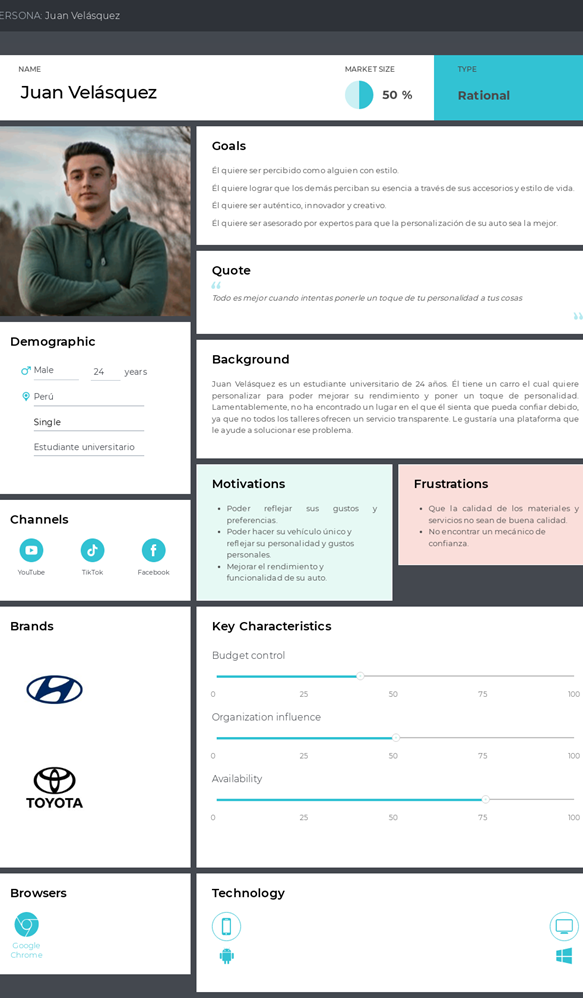 ERSONA: Juan Velásquez
NAME
Juan Velásquez
MARKET SIZE
50 %
TYPE
Rational
Goals
Él quiere ser percibido como alguien con estilo.
Él quiere lograr que los demás perciban su esencia a través de sus accesorios y estilo de vida.
Él quiere ser auténtico, innovador y creativo.
Él quiere ser asesorado por expertos para que la personalización de su auto sea la mejor.
Quote
“
Todo es mejor cuando intentas ponerle un toque de tu personalidad a tus cosas
”
Demographic
Male 24 years
Perú
Single
Estudiante universitario
Background
Juan Velásquez es un estudiante universitario de 24 años. Él tiene un carro el cual quiere
personalizar para poder mejorar su rendimiento y poner un toque de personalidad.
Lamentablemente, no ha encontrado un lugar en el que él sienta que pueda confiar debido,
ya que no todos los talleres ofrecen un servicio transparente. Le gustaría una plataforma que
le ayude a solucionar ese problema.
Motivations
• Poder reflejar sus gustos y
preferencias.
• Poder hacer su vehículo único y
reflejar su personalidad y gustos
personales.
• Mejorar el rendimiento y
funcionalidad de su auto.
Frustrations
• Que la calidad de los materiales y
servicios no sean de buena calidad.
• No encontrar un mecánico de
confianza.
Channels
YouTube TikTok Facebook
Brands
TOYOTA
Key Characteristics
Budget control
0 25 50 75 100
Organization influence
0 25 50 75 100
Availability
0 25 50 75 100
Browsers
Google
Chrome
Technology